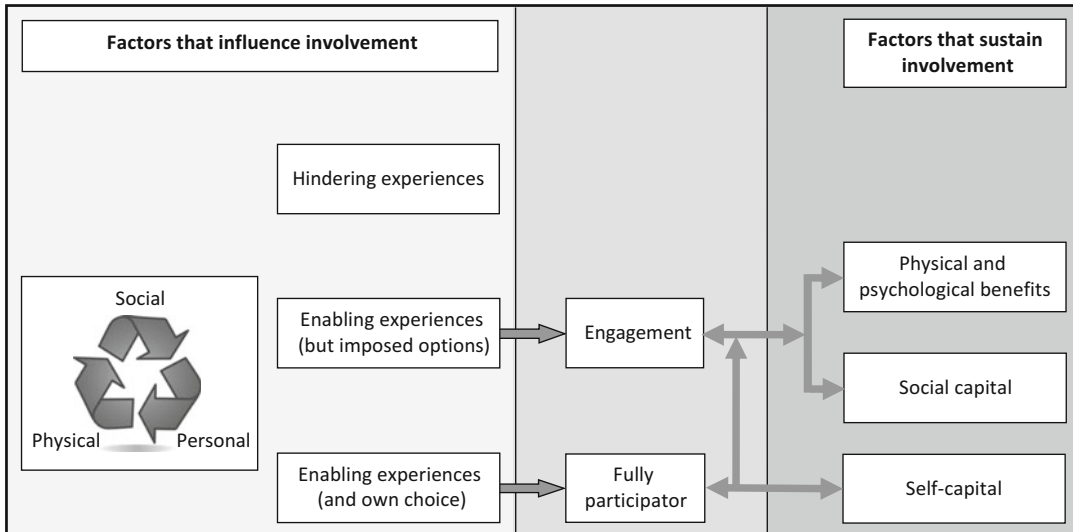 Factors that influence involvement
Factors that sustain
involvement
Hindering experiences
Social
Physical
Personal
Enabling experiences
(but imposed options)
Engagement
Physical and
psychological benefits
Social capital
Enabling experiences
(and own choice)
Fully
participator
Self-capital